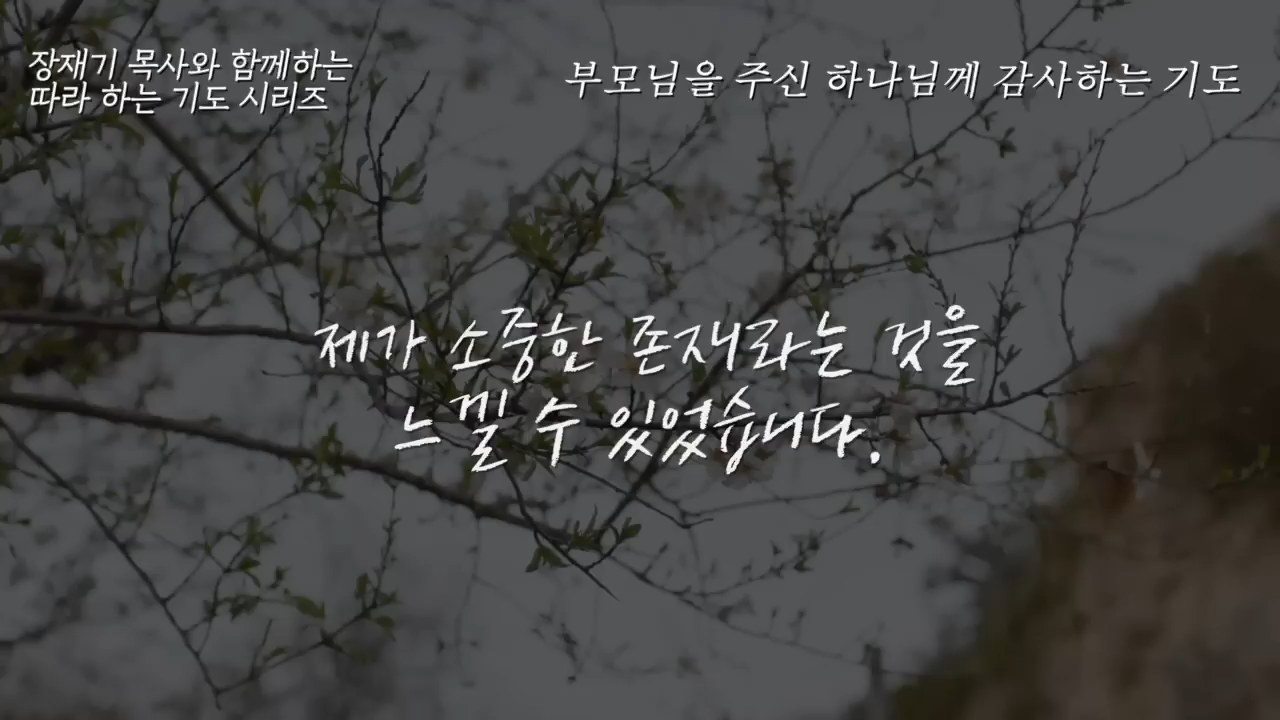 장재기 목사와 함께하는
따라 하는 기도 시리즈
부모님을 주신 하나님께 감사하는 기도
제가 소중한 존재라는 것을
느낄 수 있었습니다.